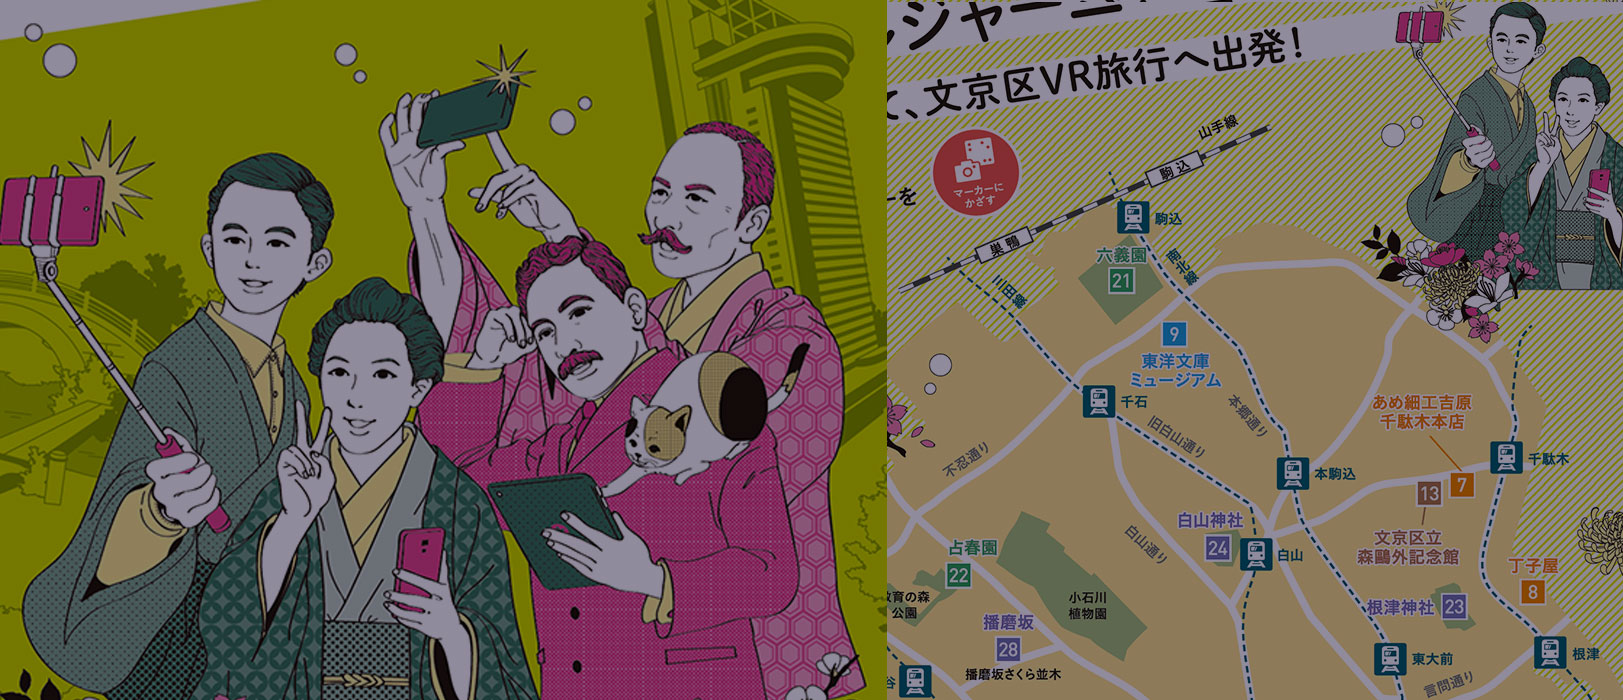 て、文京区VR旅行へ出発!
マーカーに
かざす
山手線
駒込
巣鴨
駒込
六義園
21
南北線
三田線
9
東洋文庫
ミュージアム
千石
旧白山通り
本郷通り
不忍通り
あめ細工吉原
千駄木本店
7
千駄木
本駒込
13
文京区立
森鷗外記念館
白山神社
24
白山
白山通り
占春園
22
教育の森
公園
小石川
植物園
播磨坂
28
播磨坂さくら並木
丁子屋
8
根津神社
23
東大前
根津
言問通り